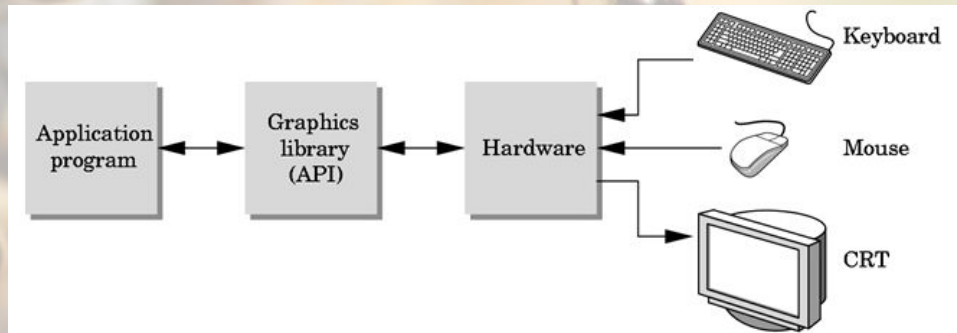 Application
program
Graphics
library
(API)
Hardware
Keyboard
Mouse
CRT